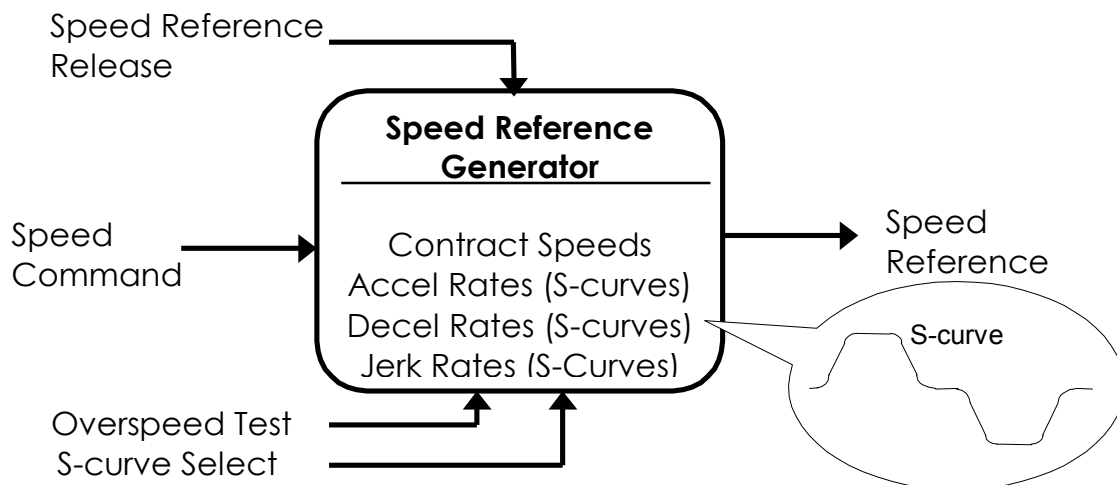 Speed Reference
Release
Speed Reference
Generator
Contract Speeds
Accel Rates (S-curves)
Decel Rates (S-curves)
Jerk Rates (S-Curves)
Speed
Command
Speed
Reference
S-curve
Overspeed Test
S-curve Select